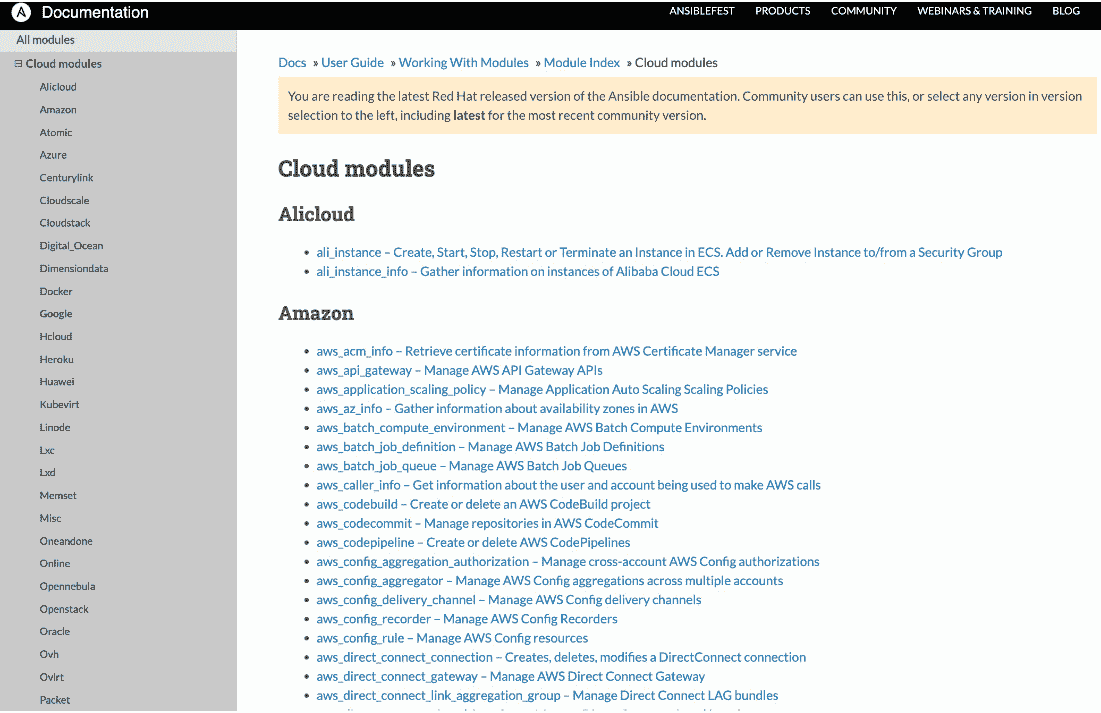 Documentation
ANSIBLEFEST PRODUCTS COMMUNITY WEBINARS & TRAINING BLOG
All modules
Cloud modules
Alicloud
Amazon
Atomic
Azure
Centurylink
Cloudscale
Cloudstack
Digital_Ocean
Dimensiondata
Docker
Google
Hcloud
Heroku
Huawei
Kubevirt
Linode
Lxc
Lxd
Memset
Misc
Oneandone
Online
Opennebula
Openstack
Oracle
Ovh
Ovirt
Packet
Docs » User Guide » Working With Modules » Module Index » Cloud modules
You are reading the latest Red Hat released version of the Ansible documentation. Community users can use this, or select any version in version
selection to the left, including latest for the most recent community version.
Cloud modules
Alicloud
• ali_instance – Create, Start, Stop, Restart or Terminate an Instance in ECS. Add or Remove Instance to/from a Security Group
• ali_instance_info – Gather information on instances of Alibaba Cloud ECS
Amazon
• aws_acm_info – Retrieve certificate information from AWS Certificate Manager service
• aws_api_gateway – Manage AWS API Gateway APIs
• aws_application_scaling_policy – Manage Application Auto Scaling Scaling Policies
• aws_az_info – Gather information about availability zones in AWS
• aws_batch_compute_environment – Manage AWS Batch Compute Environments
• aws_batch_job_definition – Manage AWS Batch Job Definitions
• aws_batch_job_queue – Manage AWS Batch Job Queues
• aws_caller_info – Get information about the user and account being used to make AWS calls
• aws_codebuild – Create or delete an AWS CodeBuild project
• aws_codecommit – Manage repositories in AWS CodeCommit
• aws_codepipeline – Create or delete AWS CodePipelines
• aws_config_aggregation_authorization – Manage cross-account AWS Config authorizations
• aws_config_aggregator – Manage AWS Config aggregations across multiple accounts
• aws_config_delivery_channel – Manage AWS Config delivery channels
• aws_config_recorder – Manage AWS Config Recorders
• aws_config_rule – Manage AWS Config resources
• aws_direct_connect_connection – Creates, deletes, modifies a DirectConnect connection
• aws_direct_connect_gateway – Manage AWS Direct Connect Gateway
• aws_direct_connect_link_aggregation_group – Manage Direct Connect LAG bundles